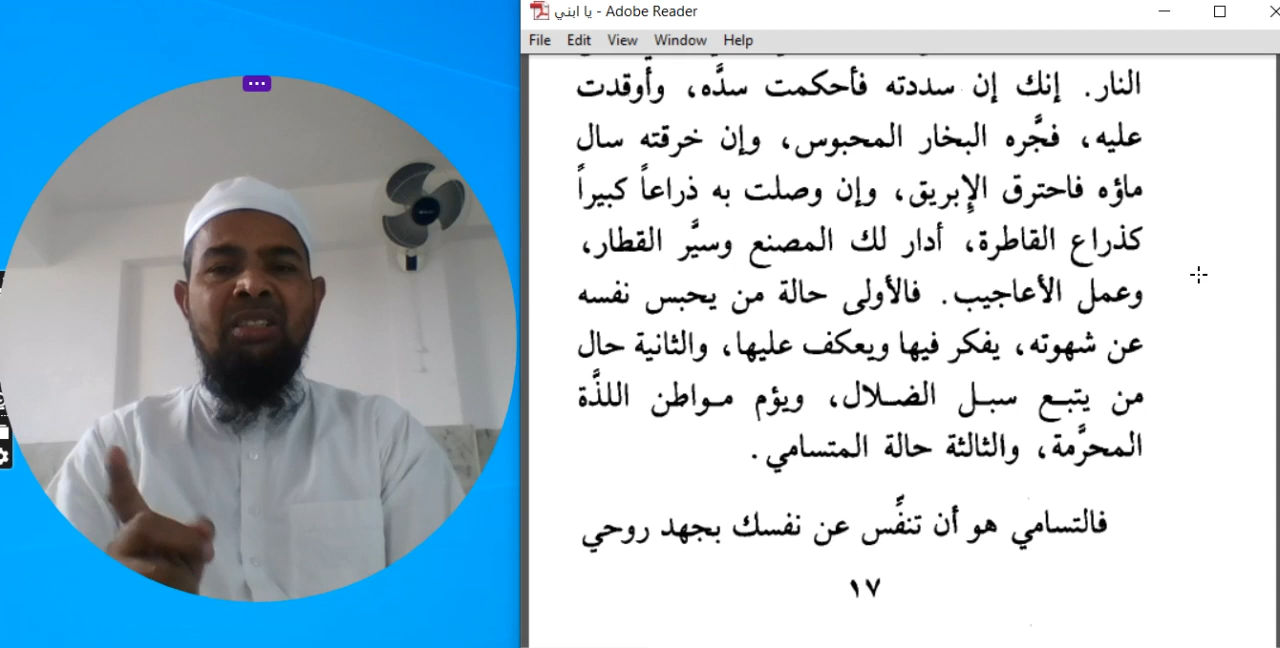 يا ابني - Adobe Reader
File Edit View Window Help
النار. إنك إن سددته فأحكمت سدَّه، وأوقدت
عليه، فجَّره البخار المحبوس، وإن خرقته سال
ماؤه فاحترق الإِبريق، وإن وصلت به ذراعاً كبيراً
كذراع القاطرة، أدار لك المصنع وسيَّر القطار،
وعمل الأعاجيب. فالأولى حالة من يحبس نفسه
عن شهوته، يفكر فيها ويعكف عليها، والثانية حال
من يتبع سبل الضلال، ويؤم مواطن اللذَّة
المحرَّمة، والثالثة حالة المتسامي.
فالتسامي هو أن تنفِّس عن نفسك بجهد روحي
١٧